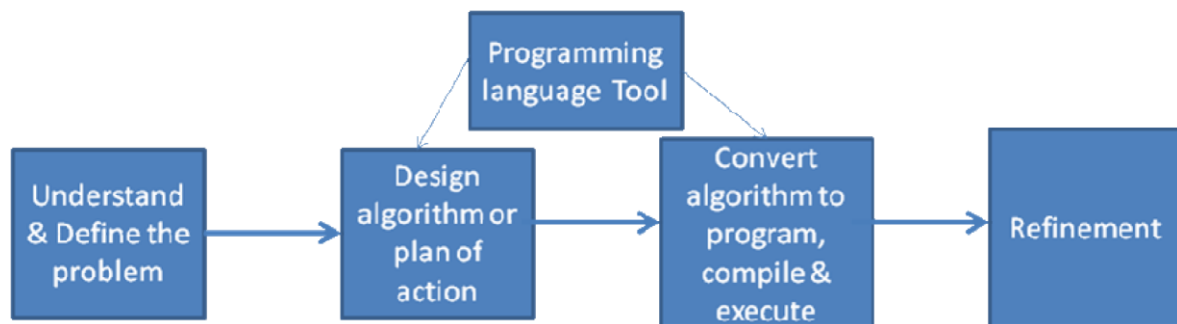 Programming
language Tool
Understand
& Define the
problem
Design
algorithm or
plan of
action
Convert
algorithm to
program,
compile &
execute
Refinement